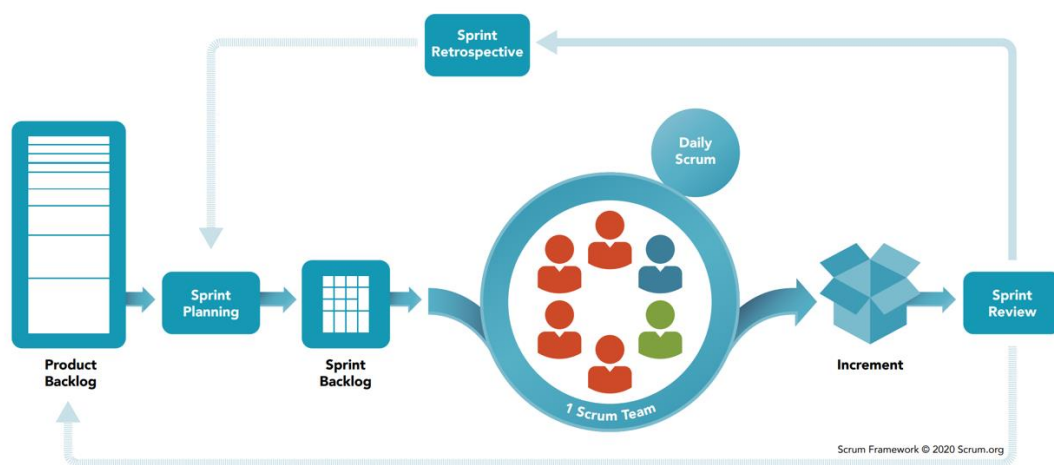 Sprint
Retrospective
Daily
Scrum
Sprint
Planning
Sprint
Review
Product
Backlog
Sprint
Backlog
1 Scrum Team
Increment
Scrum Framework © 2020 Scrum.org